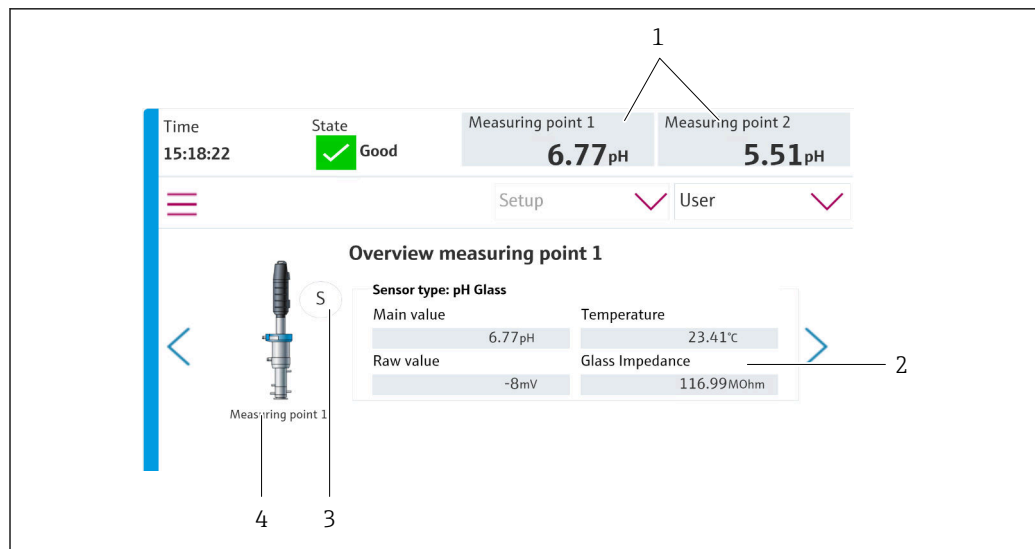 1
Time State Measuring point 1 Measuring point 2
15:18:22 Good 6.77pH 5.51pH
Setup User
Overview measuring point 1
S
Sensor type: pH Glass
Main value Temperature
6.77pH 23.41°C
Raw value Glass Impedance
2
-8mV 116.99MOhm
Measuring point 1
4 3